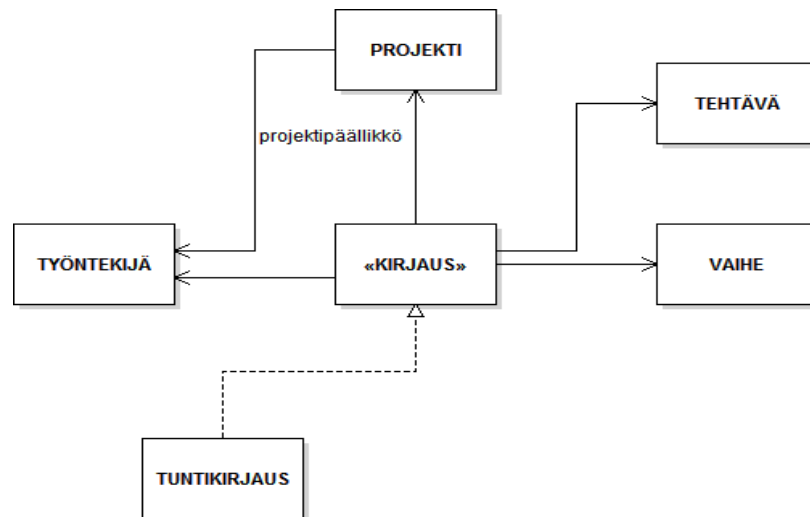 PROJEKTI
TEHTÄVÄ
projektipäällikkö
TYÖNTEKIJÄ
«KIRJAUS»
VAIHE
TUNTIKIRJAUS